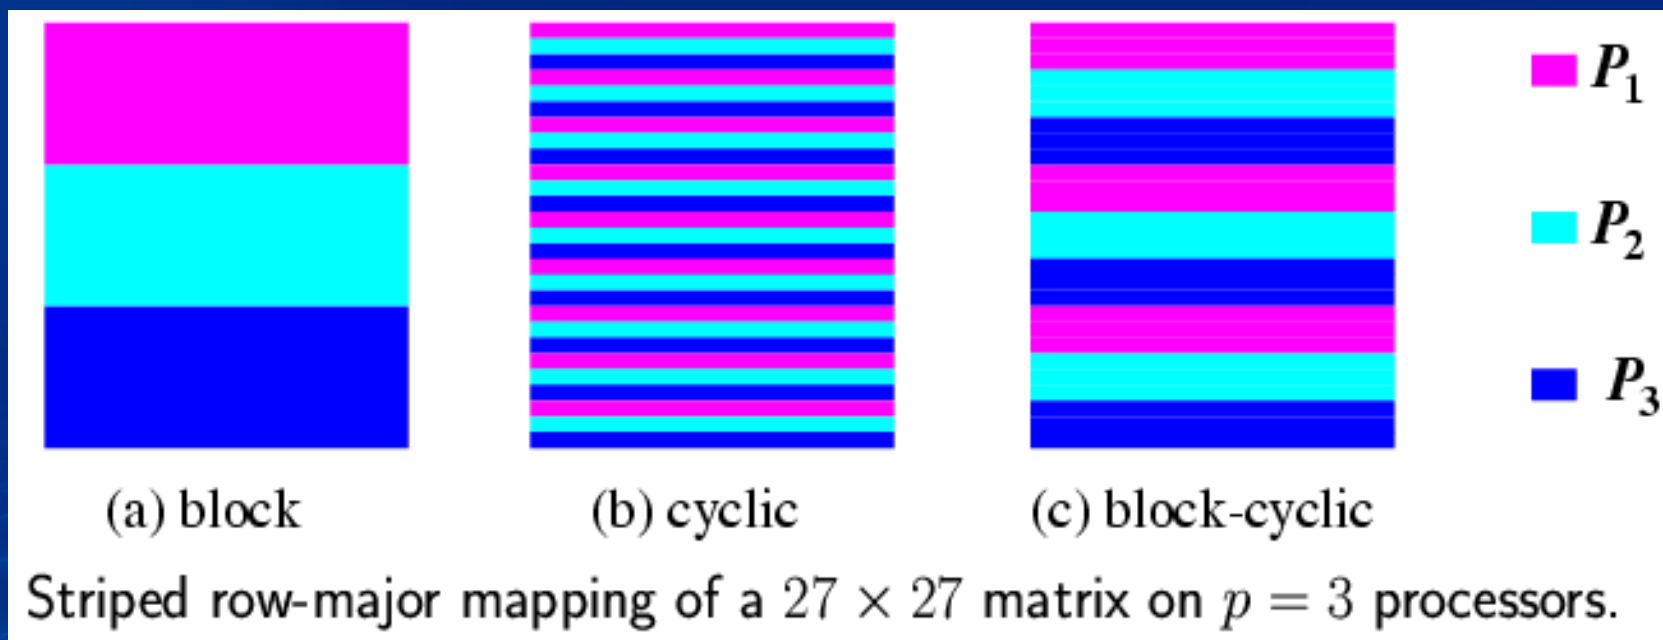 P1
P2
P3
(a) block
(b) cyclic
(c) block-cyclic
Striped row-major mapping of a 27 × 27 matrix on p = 3 processors.